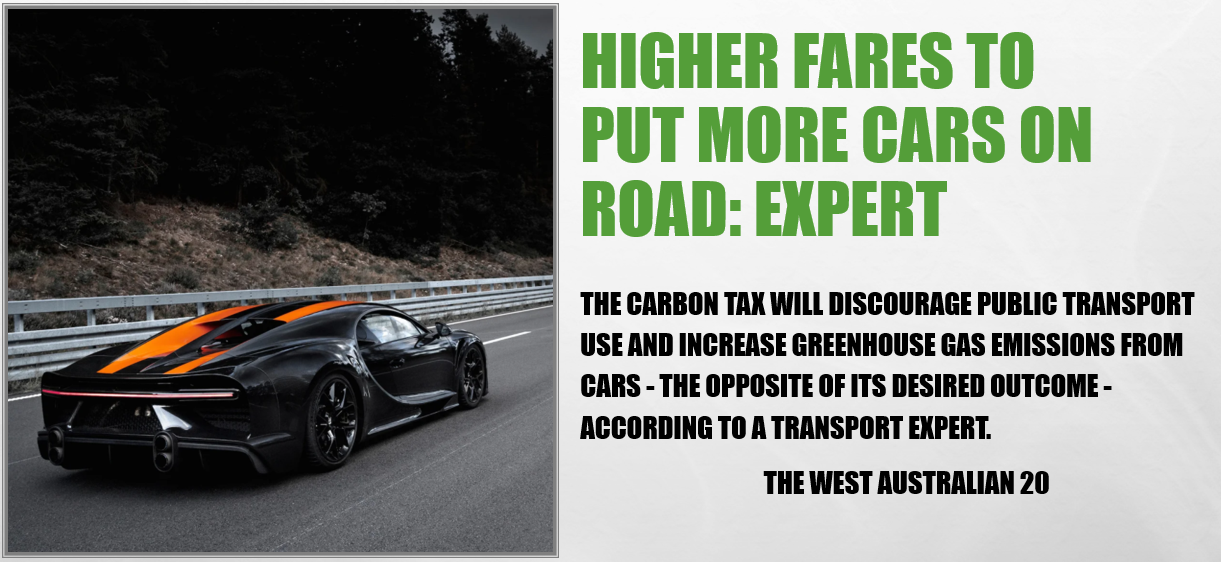 HIGHER FARES TO
PUT MORE CARS ON
ROAD: EXPERT
THE CARBON TAX WILL DISCOURAGE PUBLIC TRANSPORT
USE AND INCREASE GREENHOUSE GAS EMISSIONS FROM
CARS - THE OPPOSITE OF ITS DESIRED OUTCOME -
ACCORDING TO A TRANSPORT EXPERT.
THE WEST AUSTRALIAN 20